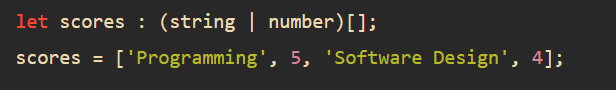 let scores : (string | number)[];
scores = ['Programming', 5, 'Software Design', 4];